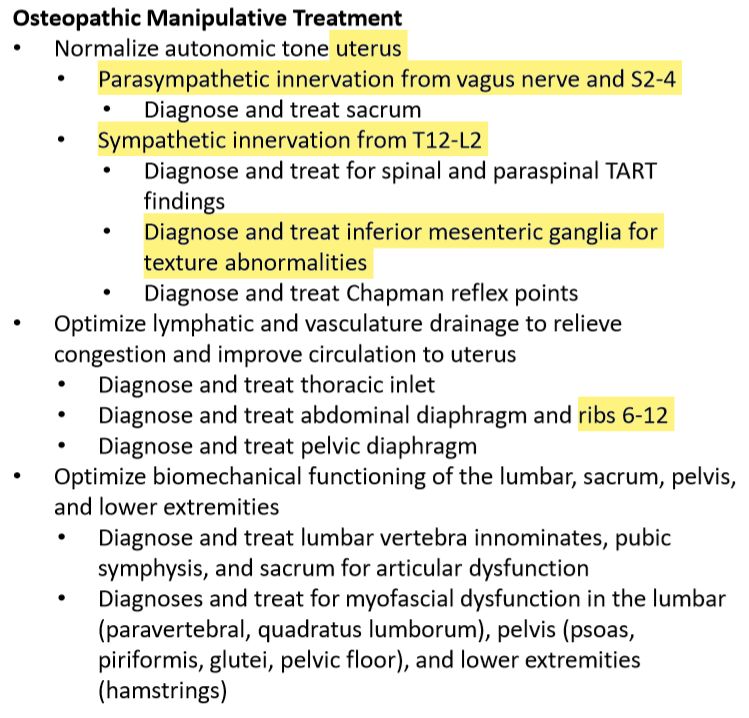 Osteopathic Manipulative Treatment
• Normalize autonomic tone uterus
• Parasympathetic innervation from vagus nerve and S2-4
• Diagnose and treat sacrum
• Sympathetic innervation from T12-L2
• Diagnose and treat for spinal and paraspinal TART
findings
• Diagnose and treat inferior mesenteric ganglia for
texture abnormalities
• Diagnose and treat Chapman reflex points
• Optimize lymphatic and vasculature drainage to relieve
congestion and improve circulation to uterus
• Diagnose and treat thoracic inlet
• Diagnose and treat abdominal diaphragm and ribs 6-12
• Diagnose and treat pelvic diaphragm
• Optimize biomechanical functioning of the lumbar, sacrum, pelvis,
and lower extremities
• Diagnose and treat lumbar vertebra innominates, pubic
symphysis, and sacrum for articular dysfunction
• Diagnoses and treat for myofascial dysfunction in the lumbar
(paravertebral, quadratus lumborum), pelvis (psoas,
piriformis, glutei, pelvic floor), and lower extremities
(hamstrings)